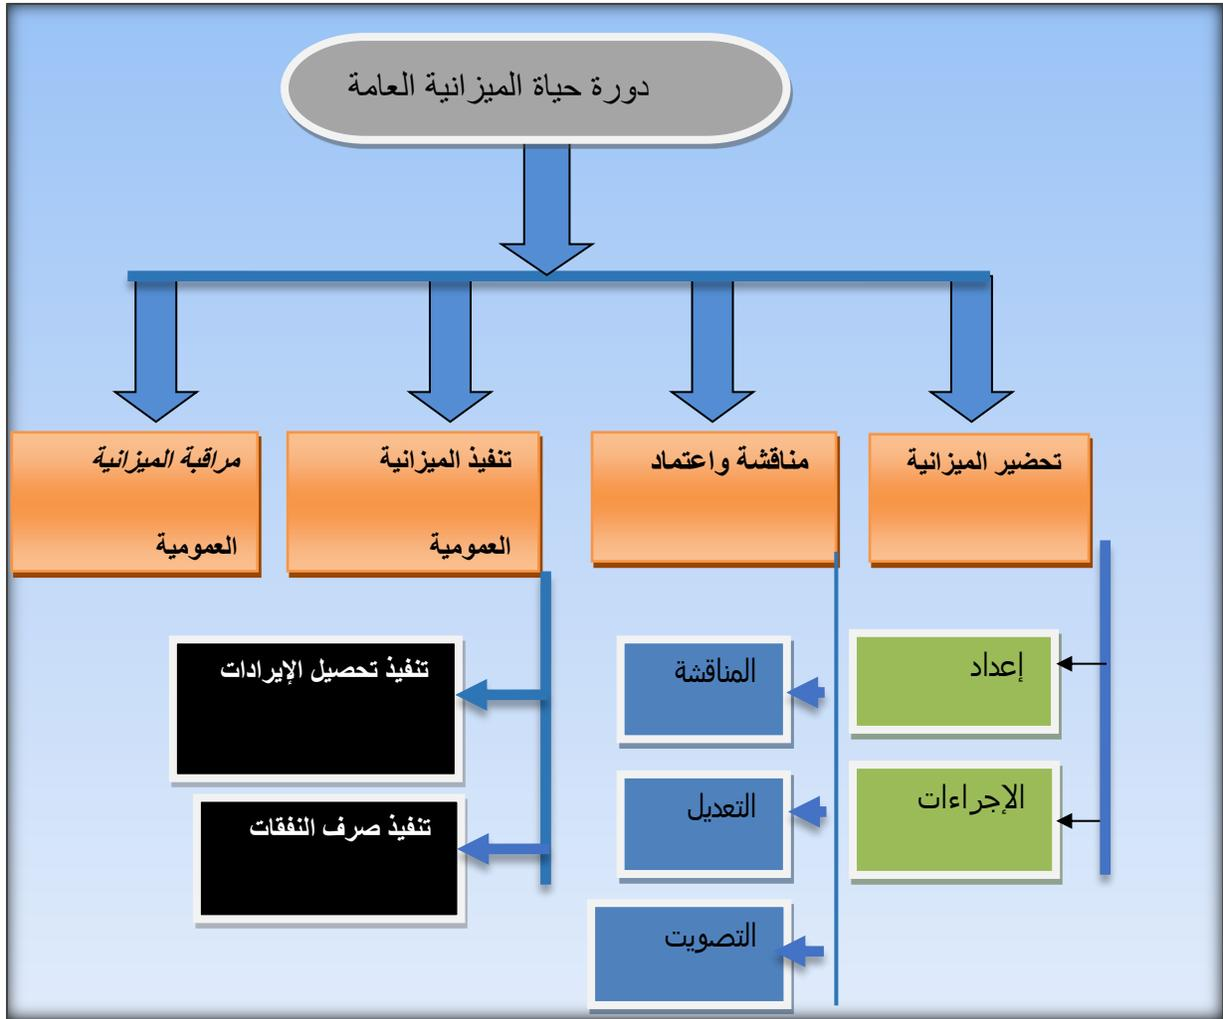 دورة حياة الميزانية العامة
تحضير الميزانية
مناقشة واعتماد
تنفيذ الميزانية
العمومية
مراقبة الميزانية
العمومية
إعداد
الإجراءات
المناقشة
التعديل
التصويت
تنفيذ تحصيل الإيرادات
تنفيذ صرف النفقات